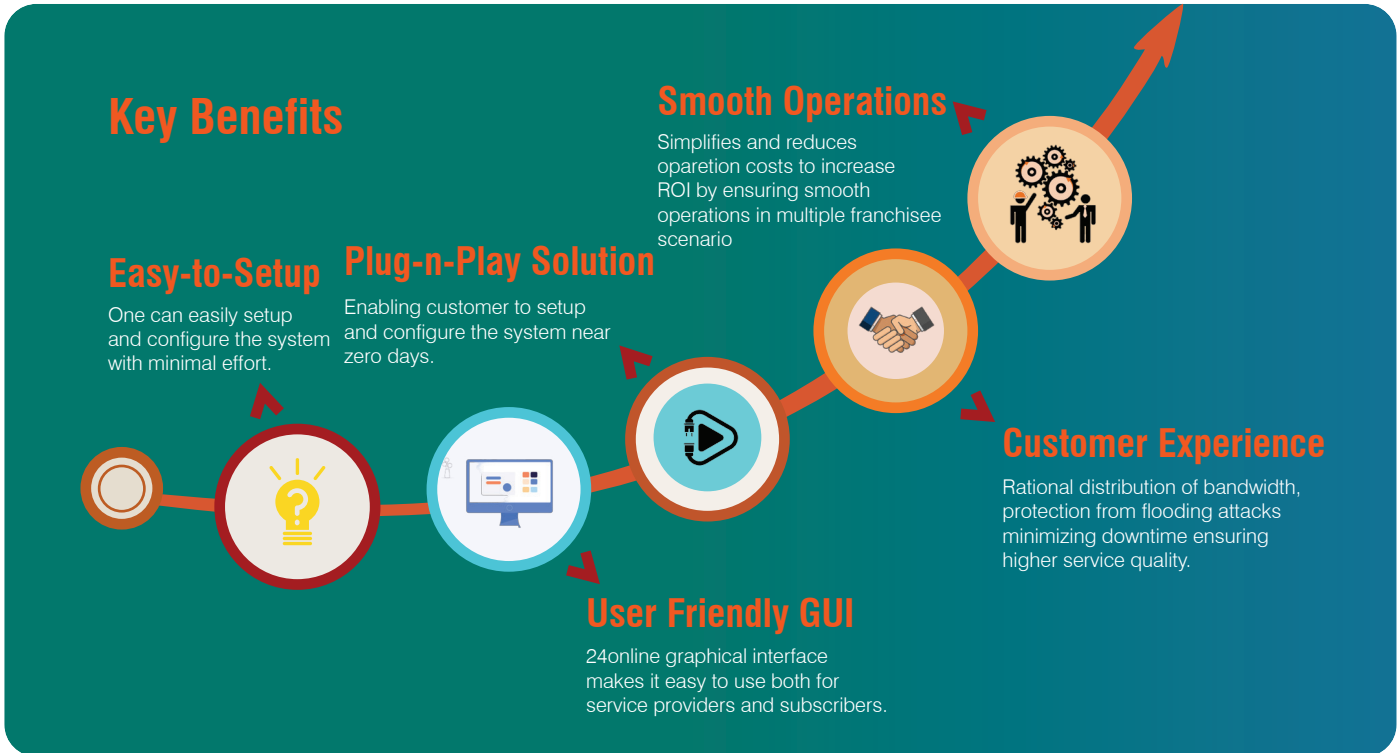 Key Benefits
Easy-to-Setup
One can easily setup
and configure the system
with minimal effort.
Plug-n-Play Solution
Enabling customer to setup
and configure the system near
zero days.
Smooth Operations
Simplifies and reduces
oparetion costs to increase
ROI by ensuring smooth
operations in multiple franchisee
scenario
Customer Experience
Rational distribution of bandwidth,
protection from flooding attacks
minimizing downtime ensuring
higher service quality.
User Friendly GUI
24online graphical interface
makes it easy to use both for
service providers and subscribers.